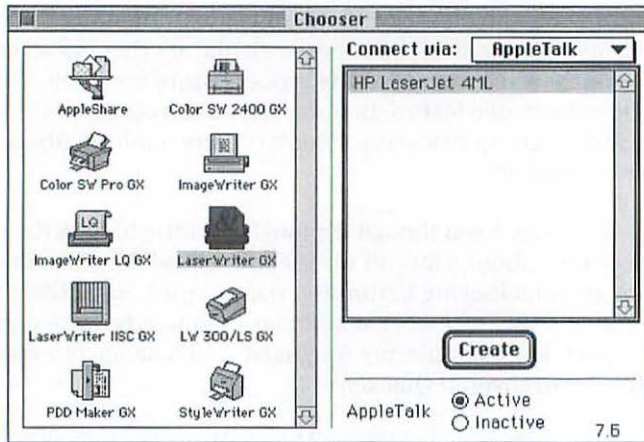 Chooser
AppleShare
Color SW 2400 GX
Color SW Pro GX
ImageWriter GX
LQ
ImageWriter LQ GX
LaserWriter GX
LaserWriter IISC GX
LW 300/LS GX
PDD Maker GX
StyleWriter GX
Connect via:
AppleTalk
HP LaserJet 4ML
Create
AppleTalk
Active
Inactive
7.5